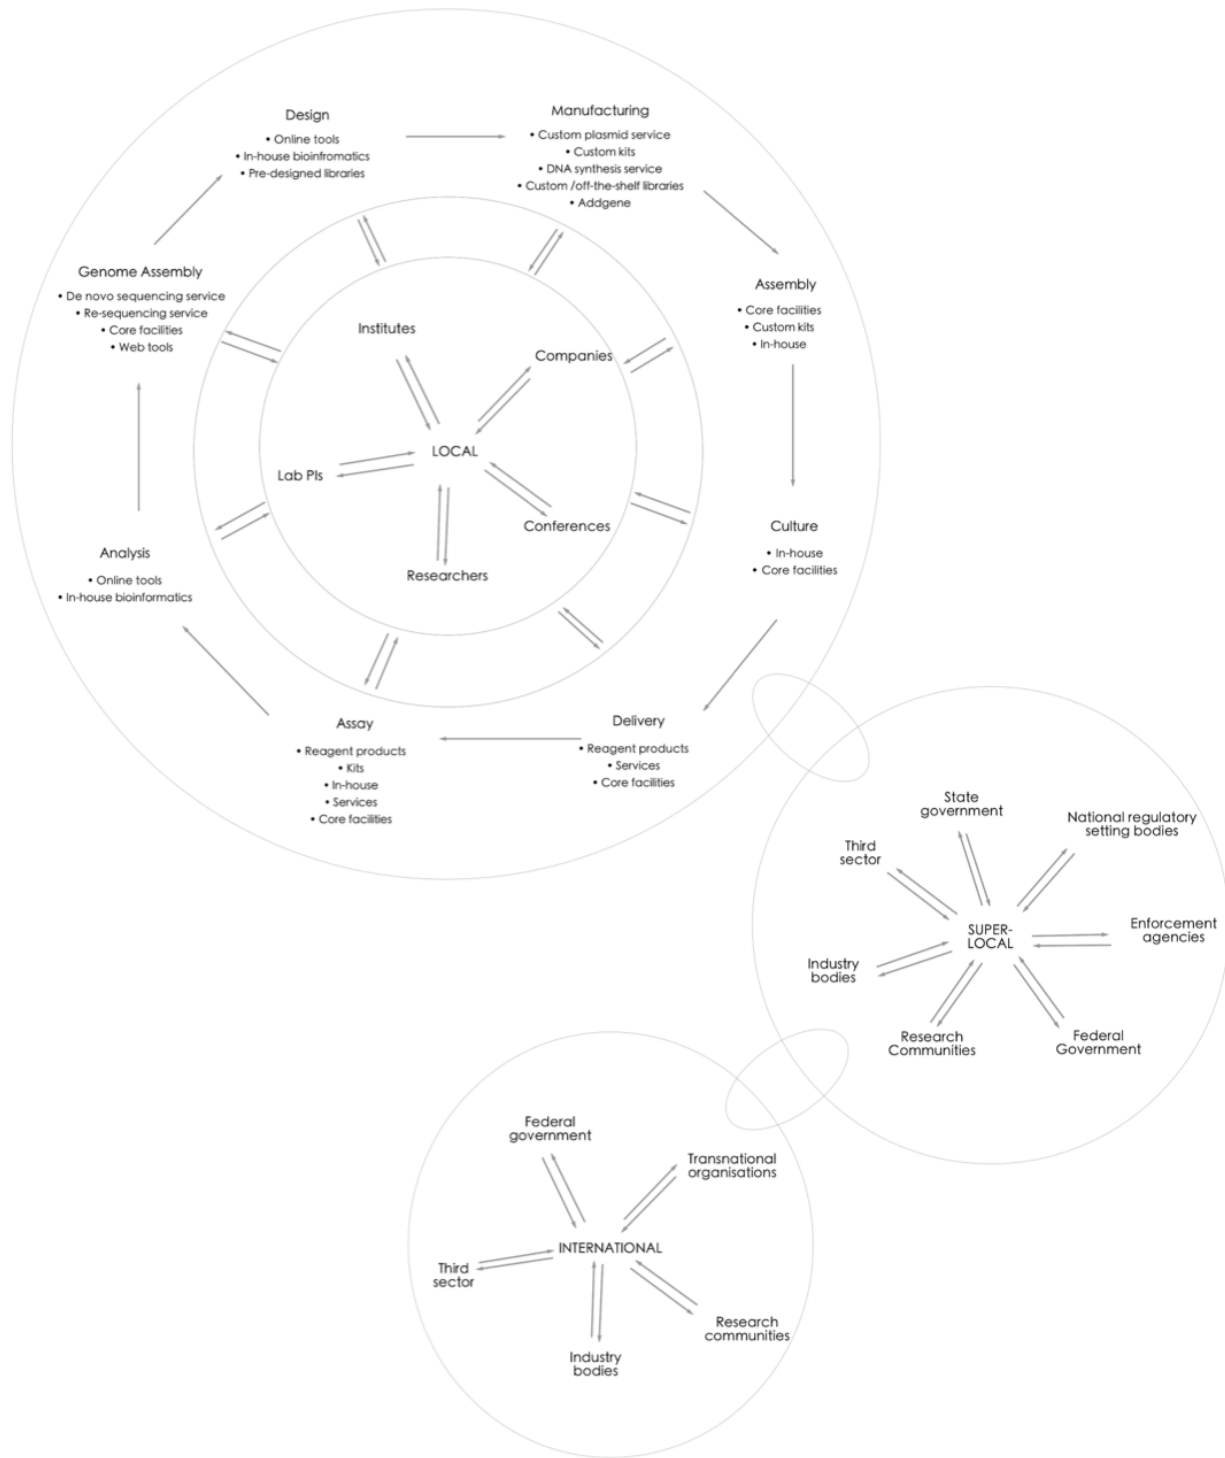 Design
• Online tools
• In-house bioinfromatics
• Pre-designed libraries
Manufacturing
• Custom plasmid service
• Custom kits
• DNA synthesis service
• Custom /off-the-shelf libraries
• Addgene
Assembly
• Core facilities
• Custom kits
• In-house
Culture
• In-house
• Core facilities
Delivery
• Reagent products
• Services
• Core facilities
Assay
• Reagent products
• Kits
• In-house
• Services
• Core facilities
Analysis
• Online tools
• In-house bioinformatics
Genome Assembly
• De novo sequencing service
• Re-sequencing service
• Core facilities
• Web tools
Institutes
Companies
LOCAL
Lab PIs
Conferences
Researchers
State
government
National regulatory
setting bodies
Third
sector
SUPER-
LOCAL
Enforcement
agencies
Industry
bodies
Research
Communities
Federal
Government
Federal
government
Transnational
organisations
INTERNATIONAL
Third
sector
Research
communities
Industry
bodies